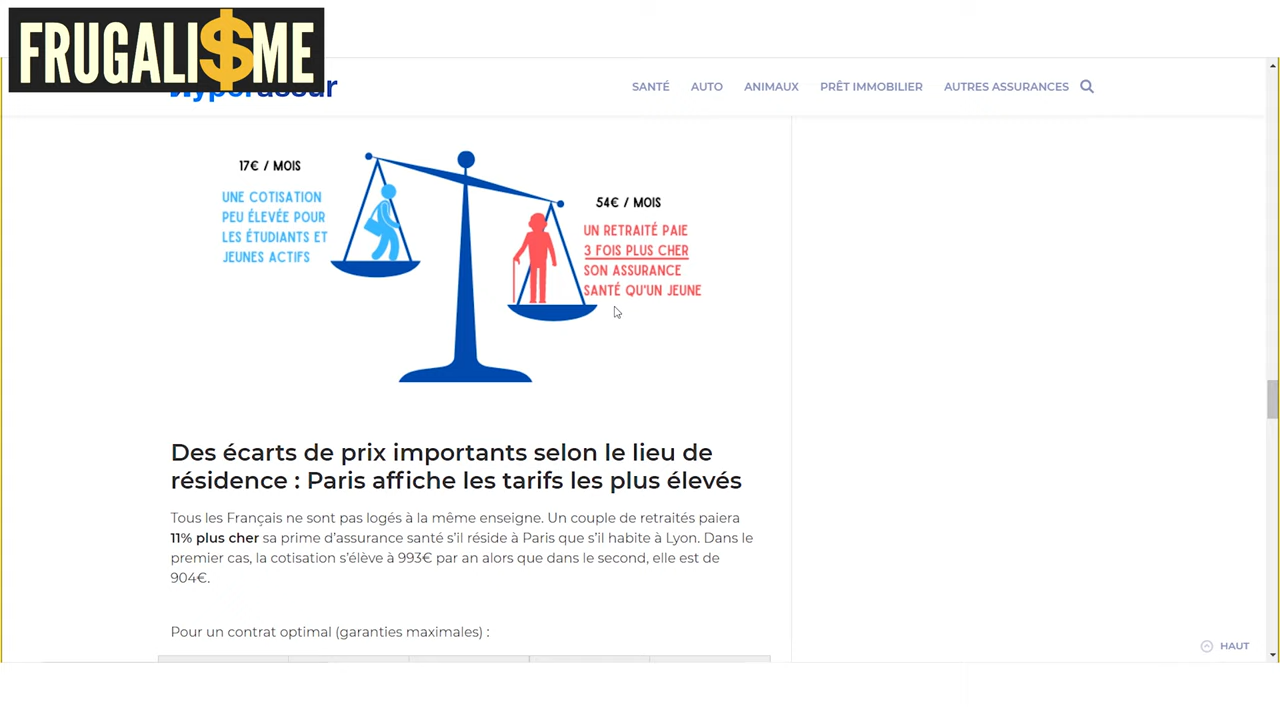 FRUGALI$ME
SANTÉ AUTO ANIMAUX PRÊT IMMOBILIER AUTRES ASSURANCES
17€ / MOIS
UNE COTISATION
PEU ÉLEVÉE POUR
LES ÉTUDIANTS ET
JEUNES ACTIFS
54€ / MOIS
UN RETRAITÉ PAIE
3 FOIS PLUS CHER
SON ASSURANCE
SANTÉ QU'UN JEUNE
Des écarts de prix importants selon le lieu de
résidence : Paris affiche les tarifs les plus élevés
Tous les Français ne sont pas logés à la même enseigne. Un couple de retraités paiera
11% plus cher sa prime d’assurance santé s’il réside à Paris que s’il habite à Lyon. Dans le
premier cas, la cotisation s’élève à 993€ par an alors que dans le second, elle est de
904€.
Pour un contrat optimal (garanties maximales) :
HAUT